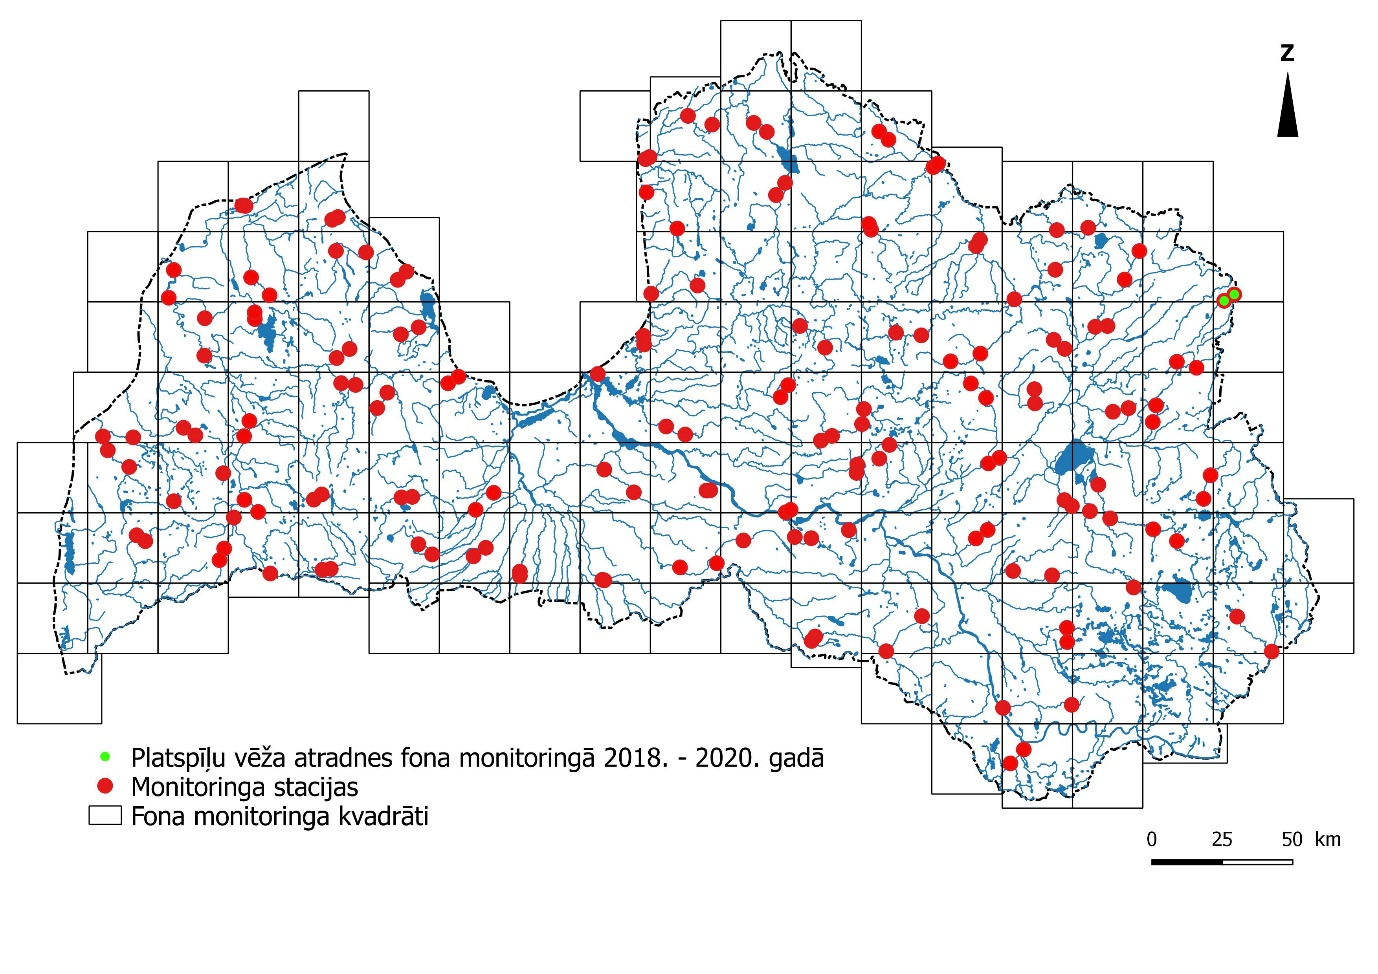 Z
Platspīļu vēža atradnes fona monitoringā 2018. - 2020. gadā
Monitoringa stacijas
Fona monitoringa kvadrāti
0 25 50 km